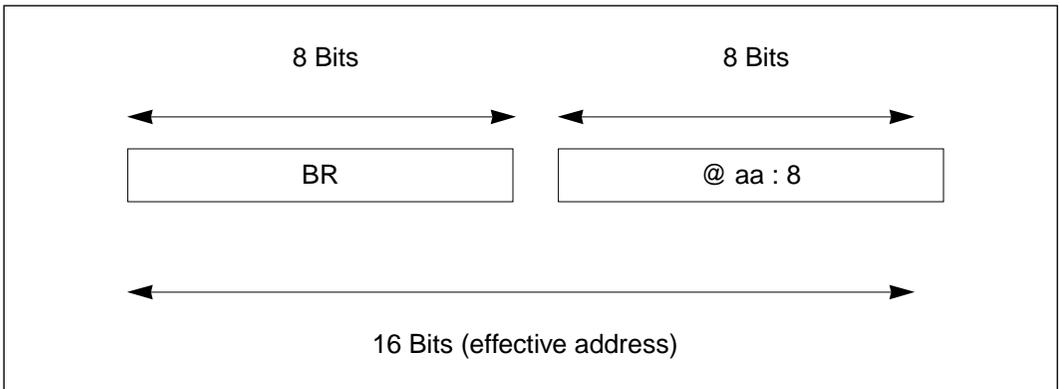 8 Bits 8 Bits
BR @ aa : 8
16 Bits (effective address)